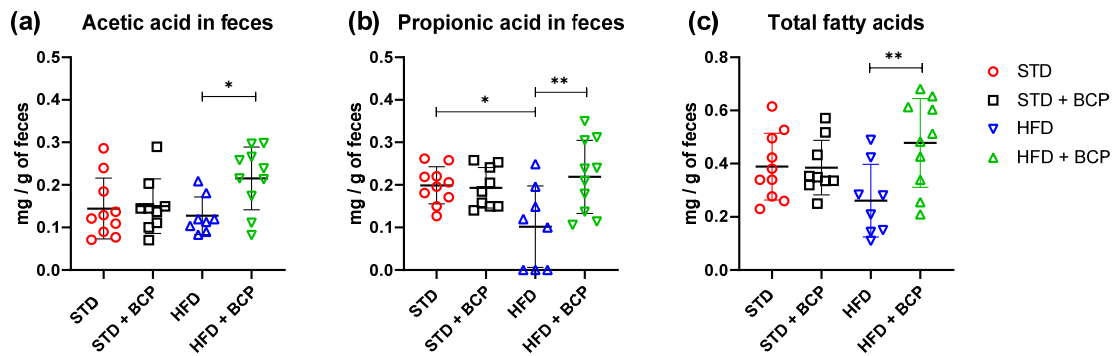 (a) Acetic acid in feces
mg / g of feces
0.5
0.4
0.3
0.2
0.1
0.0
*
STD
STD + BCP
HFD
HFD + BCP
(b) Propionic acid in feces
mg / g of feces
0.5
0.4
0.3
0.2
0.1
0.0
*
**
STD
STD + BCP
HFD
HFD + BCP
(c) Total fatty acids
mg / g of feces
0.8
0.6
0.4
0.2
0.0
**
STD
STD + BCP
HFD
HFD + BCP
STD
STD + BCP
HFD
HFD + BCP